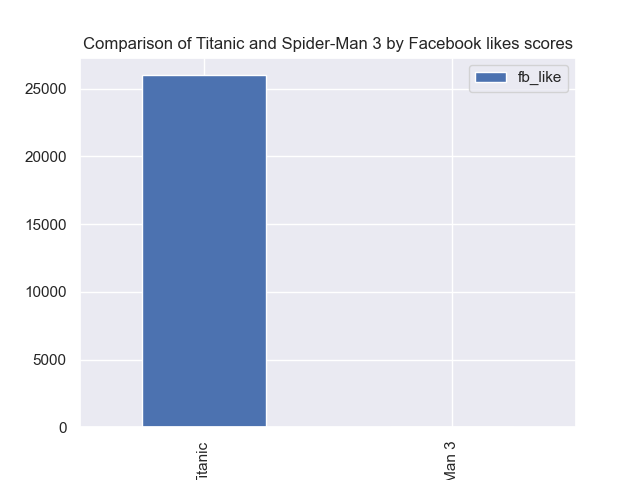 Comparison of Titanic and Spider-Man 3 by Facebook likes scores
fb_like
25000
20000
15000
10000
5000
0
Titanic
Man 3